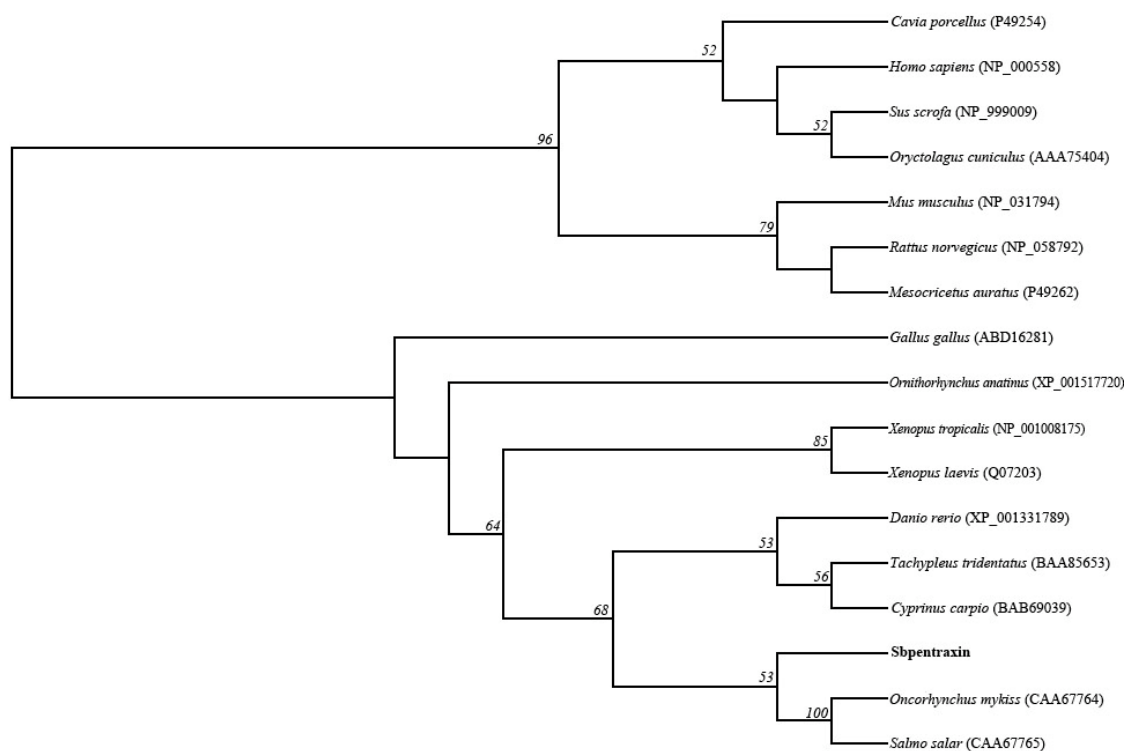 Cavia porcellus (P49254)
52
Homo sapiens (NP_000558)
Sus scrofa (NP_999009)
52
96
Oryctolagus cuniculus (AAA75404)
Mus musculus (NP_031794)
79
Rattus norvegicus (NP_058792)
Mesocricetus auratus (P49262)
Gallus gallus (ABD16281)
Ornithorhynchus anatinus (XP_001517720)
Xenopus tropicalis (NP_001008175)
85
Xenopus laevis (Q07203)
Danio rerio (XP_001331789)
64
53
Tachypleus tridentatus (BAA85653)
56
Cyprinus carpio (BAB69039)
68
Sbpentraxin
53
Oncorhynchus mykiss (CAA67764)
100
Salmo salar (CAA67765)